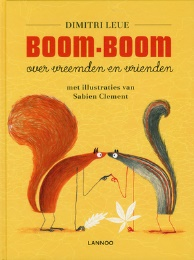 DIMITRI LEUE
BOOM-BOOM
over vreemden en vrienden
met illustraties van
Sabien Clement
LANNOO